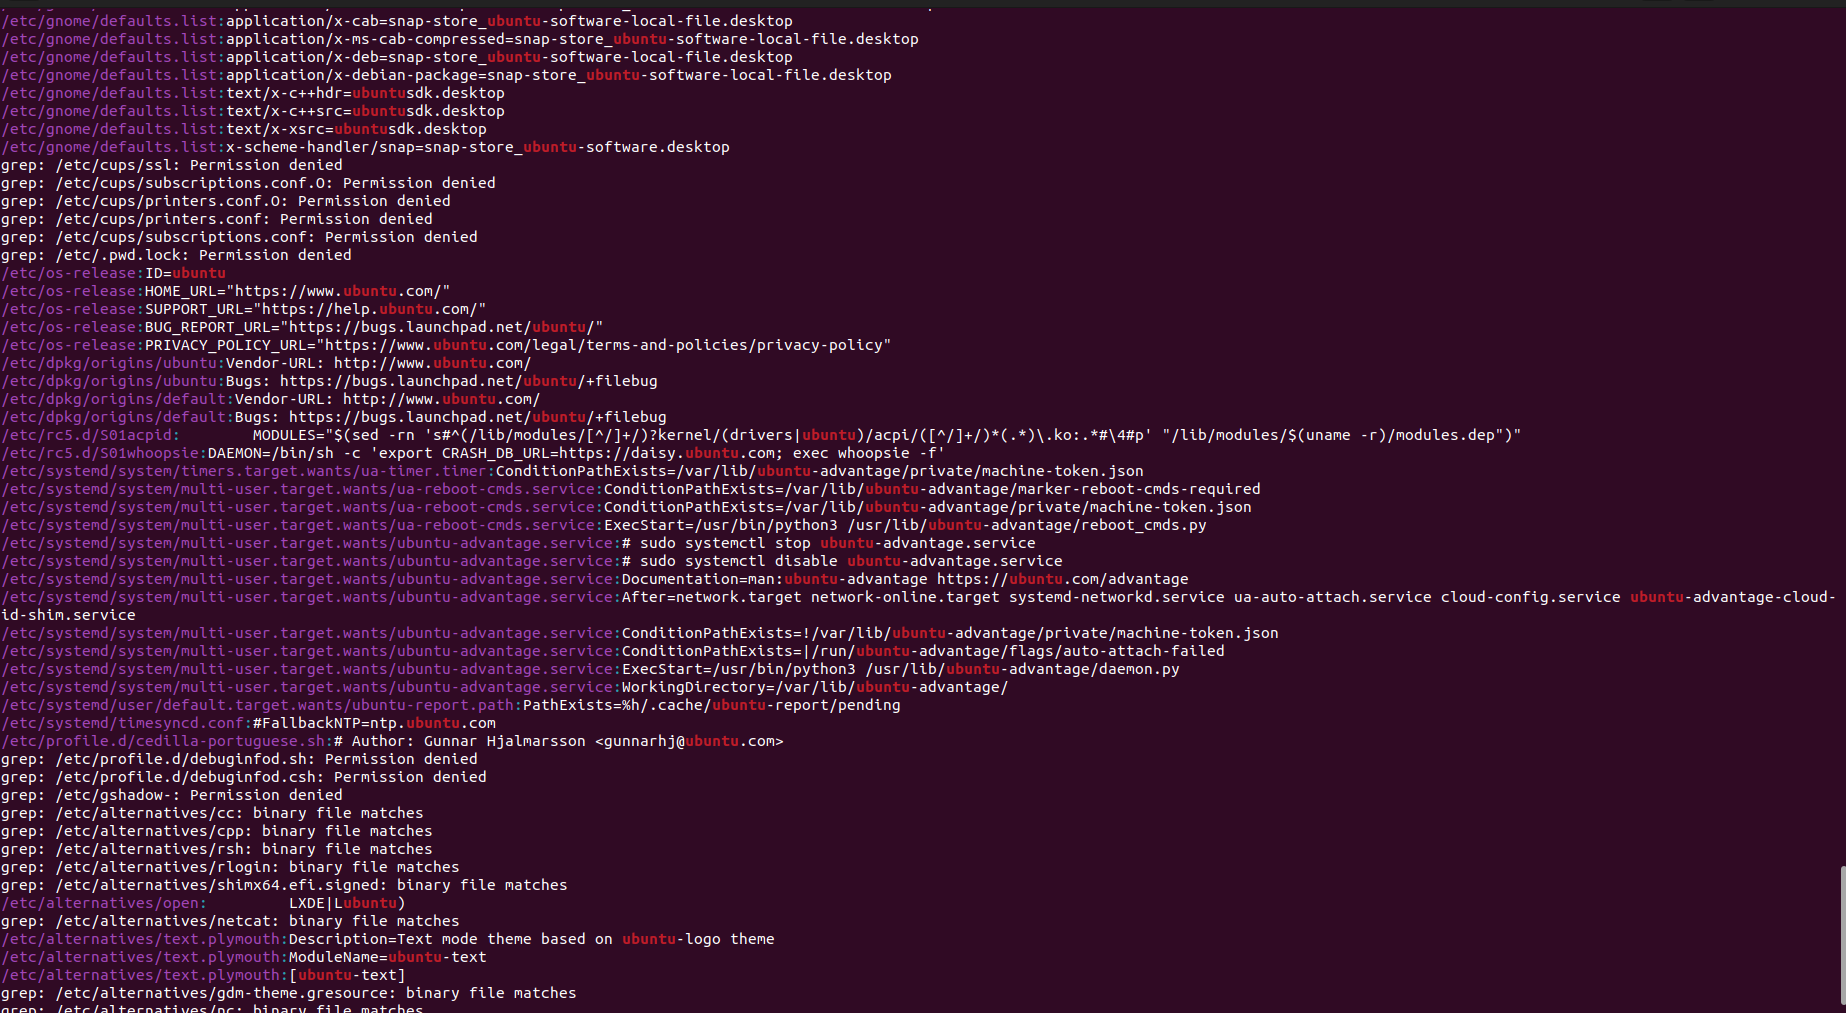 /etc/gnome/defaults.list:application/x-cab=snap-store_ubuntu-software-local-file.desktop
/etc/gnome/defaults.list:application/x-ms-cab-compressed=snap-store_ubuntu-software-local-file.desktop
/etc/gnome/defaults.list:application/x-deb=snap-store_ubuntu-software-local-file.desktop
/etc/gnome/defaults.list:application/x-debian-package=snap-store_ubuntu-software-local-file.desktop
/etc/gnome/defaults.list:text/x-c++hdr=ubuntusdk.desktop
/etc/gnome/defaults.list:text/x-c++src=ubuntusdk.desktop
/etc/gnome/defaults.list:text/x-xsrc=ubuntusdk.desktop
/etc/gnome/defaults.list:x-scheme-handler/snap=snap-store_ubuntu-software.desktop
grep: /etc/cups/ssl: Permission denied
grep: /etc/cups/subscriptions.conf.O: Permission denied
grep: /etc/cups/printers.conf.O: Permission denied
grep: /etc/cups/printers.conf: Permission denied
grep: /etc/cups/subscriptions.conf: Permission denied
grep: /etc/.pwd.lock: Permission denied
/etc/os-release:ID=ubuntu
/etc/os-release:HOME_URL="https://www.ubuntu.com/"
/etc/os-release:SUPPORT_URL="https://help.ubuntu.com/"
/etc/os-release:BUG_REPORT_URL="https://bugs.launchpad.net/ubuntu/"
/etc/os-release:PRIVACY_POLICY_URL="https://www.ubuntu.com/legal/terms-and-policies/privacy-policy"
/etc/dpkg/origins/ubuntu:Vendor-URL: http://www.ubuntu.com/
/etc/dpkg/origins/ubuntu:Bugs: https://bugs.launchpad.net/ubuntu/+filebug
/etc/dpkg/origins/default:Vendor-URL: http://www.ubuntu.com/
/etc/dpkg/origins/default:Bugs: https://bugs.launchpad.net/ubuntu/+filebug
/etc/rc5.d/S01acpid:        MODULES="$(sed -rn 's#^(/lib/modules/[^/]+/)?kernel/(drivers|ubuntu)/acpi/([^/]+/)*(.*)\.ko:.*#\4#p' "/lib/modules/$(uname -r)/modules.dep")"
/etc/rc5.d/S01whoopsie:DAEMON=/bin/sh -c 'export CRASH_DB_URL=https://daisy.ubuntu.com; exec whoopsie -f'
/etc/systemd/system/timers.target.wants/ua-timer.timer:ConditionPathExists=/var/lib/ubuntu-advantage/private/machine-token.json
/etc/systemd/system/multi-user.target.wants/ua-reboot-cmds.service:ConditionPathExists=/var/lib/ubuntu-advantage/marker-reboot-cmds-required
/etc/systemd/system/multi-user.target.wants/ua-reboot-cmds.service:ConditionPathExists=/var/lib/ubuntu-advantage/private/machine-token.json
/etc/systemd/system/multi-user.target.wants/ua-reboot-cmds.service:ExecStart=/usr/bin/python3 /usr/lib/ubuntu-advantage/reboot_cmds.py
/etc/systemd/system/multi-user.target.wants/ubuntu-advantage.service:# sudo systemctl stop ubuntu-advantage.service
/etc/systemd/system/multi-user.target.wants/ubuntu-advantage.service:# sudo systemctl disable ubuntu-advantage.service
/etc/systemd/system/multi-user.target.wants/ubuntu-advantage.service:Documentation=man:ubuntu-advantage https://ubuntu.com/advantage
/etc/systemd/system/multi-user.target.wants/ubuntu-advantage.service:After=network.target network-online.target systemd-networkd.service ua-auto-attach.service cloud-config.service ubuntu-advantage-cloud-
id-shim.service
/etc/systemd/system/multi-user.target.wants/ubuntu-advantage.service:ConditionPathExists=!/var/lib/ubuntu-advantage/private/machine-token.json
/etc/systemd/system/multi-user.target.wants/ubuntu-advantage.service:ConditionPathExists=|/run/ubuntu-advantage/flags/auto-attach-failed
/etc/systemd/system/multi-user.target.wants/ubuntu-advantage.service:ExecStart=/usr/bin/python3 /usr/lib/ubuntu-advantage/daemon.py
/etc/systemd/system/multi-user.target.wants/ubuntu-advantage.service:WorkingDirectory=/var/lib/ubuntu-advantage/
/etc/systemd/user/default.target.wants/ubuntu-report.path:PathExists=%h/.cache/ubuntu-report/pending
/etc/systemd/timesyncd.conf:#FallbackNTP=ntp.ubuntu.com
/etc/profile.d/cedilla-portuguese.sh:# Author: Gunnar Hjalmarsson <gunnarhj@ubuntu.com>
grep: /etc/profile.d/debuginfod.sh: Permission denied
grep: /etc/profile.d/debuginfod.csh: Permission denied
grep: /etc/gshadow-: Permission denied
grep: /etc/alternatives/cc: binary file matches
grep: /etc/alternatives/cpp: binary file matches
grep: /etc/alternatives/rsh: binary file matches
grep: /etc/alternatives/rlogin: binary file matches
grep: /etc/alternatives/shimx64.efi.signed: binary file matches
/etc/alternatives/open:         LXDE|Lubuntu)
grep: /etc/alternatives/netcat: binary file matches
/etc/alternatives/text.plymouth:Description=Text mode theme based on ubuntu-logo theme
/etc/alternatives/text.plymouth:ModuleName=ubuntu-text
/etc/alternatives/text.plymouth:[ubuntu-text]
grep: /etc/alternatives/gdm-theme.gresource: binary file matches
grep: /etc/alternatives/nc: binary file matches